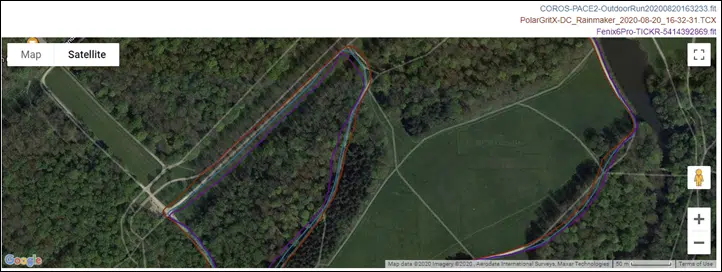 COROS-PACE2-OutdoorRun20200820163233.fit
PolarGritX-DC_Rainmaker_2020-08-20_16-32-31.TCX
Fenix6Pro-TICKR-5414392869.fit
Map Satellite
Google
Map data ©2020 Imagery ©2020 , Aerodata International Surveys, Maxar Technologies 50 m Terms of Use